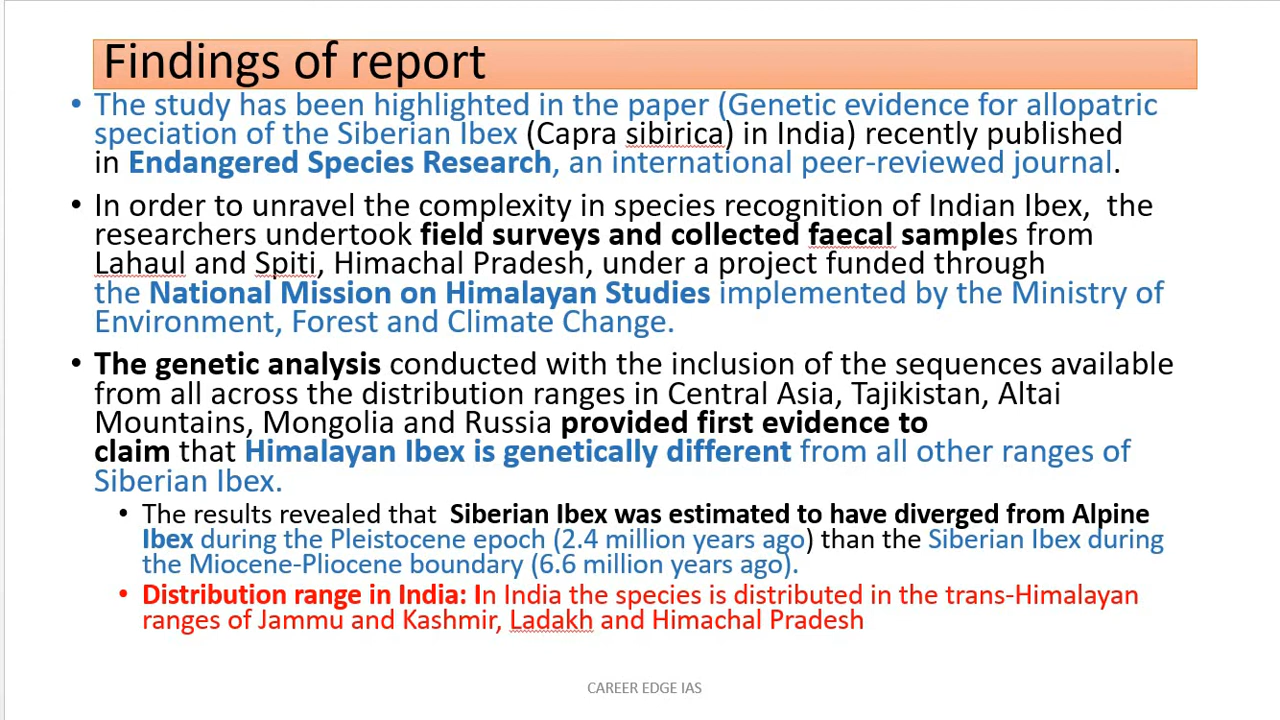 Findings of report
• The study has been highlighted in the paper (Genetic evidence for allopatric
speciation of the Siberian Ibex (Capra sibirica) in India) recently published
in Endangered Species Research, an international peer-reviewed journal.
• In order to unravel the complexity in species recognition of Indian Ibex,  the
researchers undertook field surveys and collected faecal samples from
Lahaul and Spiti, Himachal Pradesh, under a project funded through
the National Mission on Himalayan Studies implemented by the Ministry of
Environment, Forest and Climate Change.
• The genetic analysis conducted with the inclusion of the sequences available
from all across the distribution ranges in Central Asia, Tajikistan, Altai
Mountains, Mongolia and Russia provided first evidence to
claim that Himalayan Ibex is genetically different from all other ranges of
Siberian Ibex.
• The results revealed that  Siberian Ibex was estimated to have diverged from Alpine
Ibex during the Pleistocene epoch (2.4 million years ago) than the Siberian Ibex during
the Miocene-Pliocene boundary (6.6 million years ago).
• Distribution range in India: In India the species is distributed in the trans-Himalayan
ranges of Jammu and Kashmir, Ladakh and Himachal Pradesh
CAREER EDGE IAS